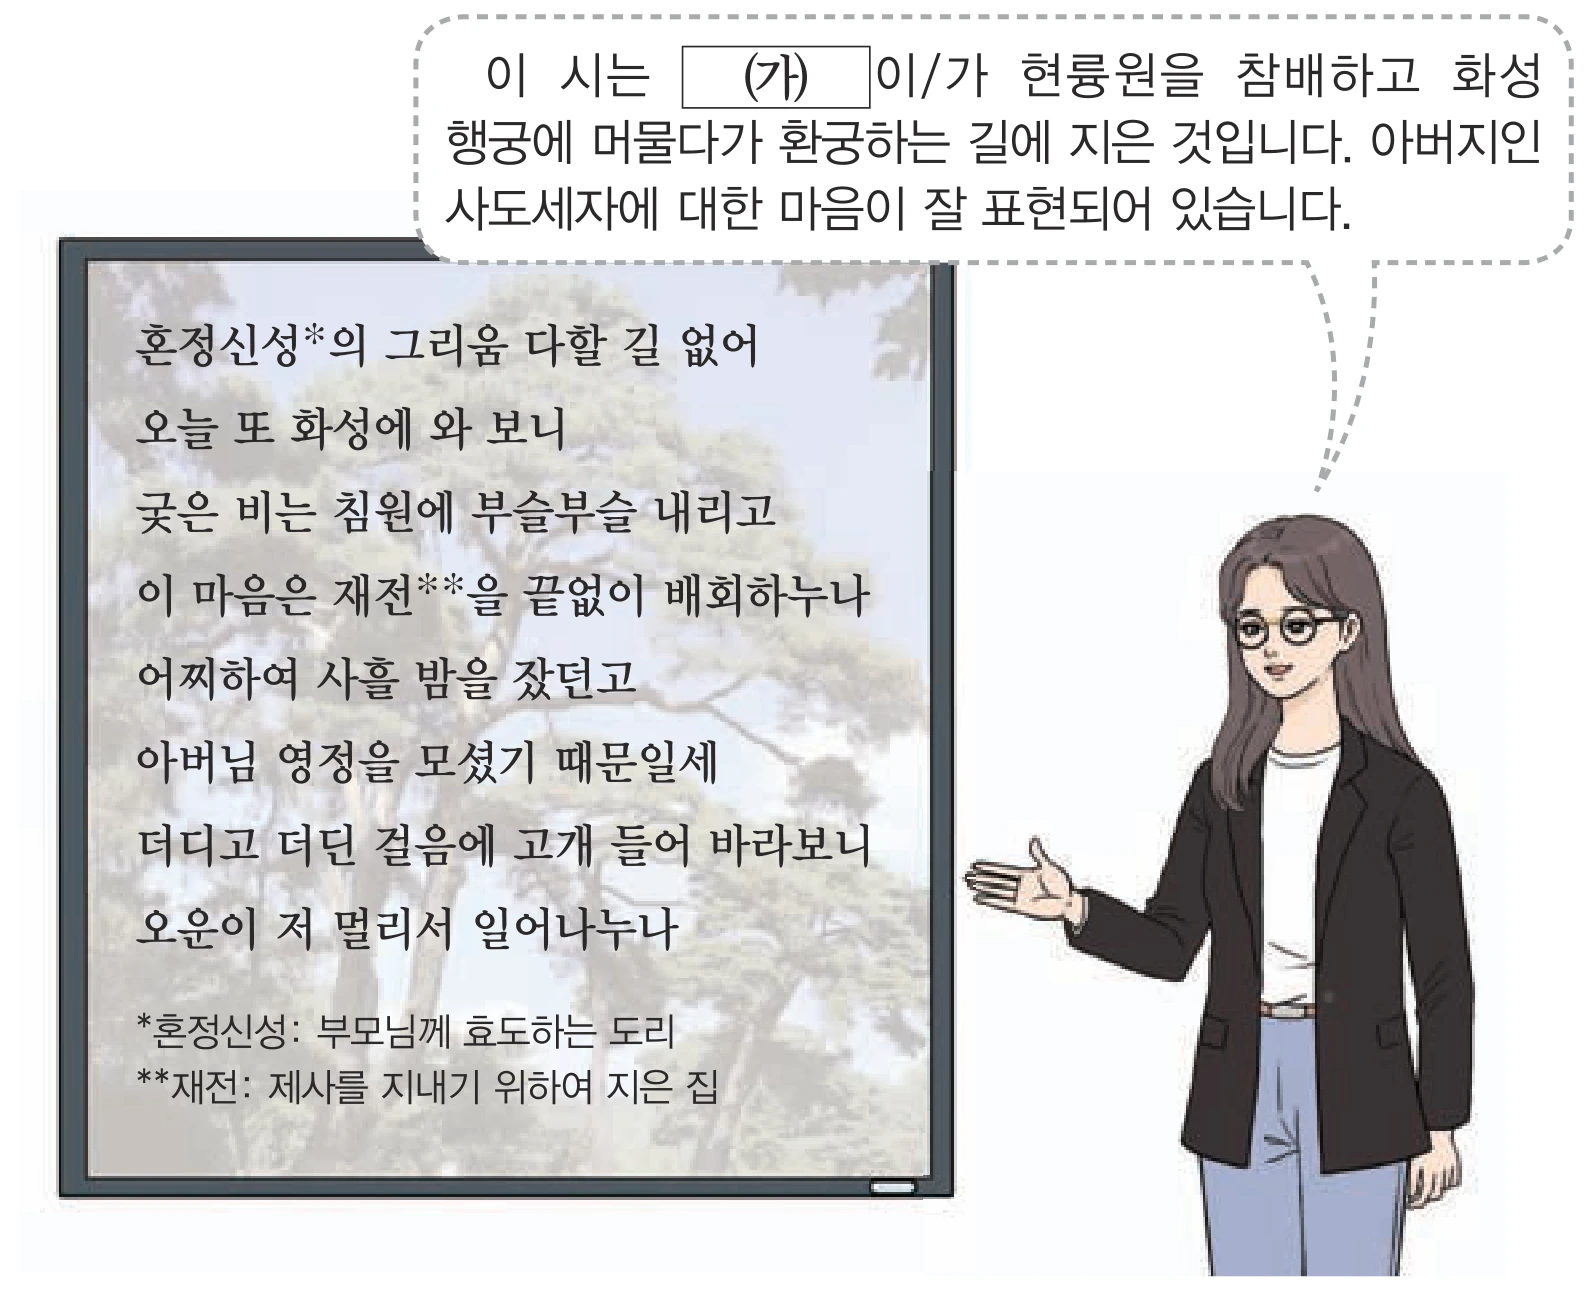 이 시는 (가) 이/가 현륭원을 참배하고 화성
행궁에 머물다가 환궁하는 길에 지은 것입니다. 아버지인
사도세자에 대한 마음이 잘 표현되어 있습니다.
혼정신성*의 그리움 다할 길 없어
오늘 또 화성에 와 보니
궂은 비는 침원에 부슬부슬 내리고
이 마음은 재전**을 끝없이 배회하누나
어찌하여 사흘 밤을 잤던고
아버님 영정을 모셨기 때문일세
더디고 더딘 걸음에 고개 들어 바라보니
오운이 저 멀리서 일어나누나
*혼정신성: 부모님께 효도하는 도리
**재전: 제사를 지내기 위하여 지은 집